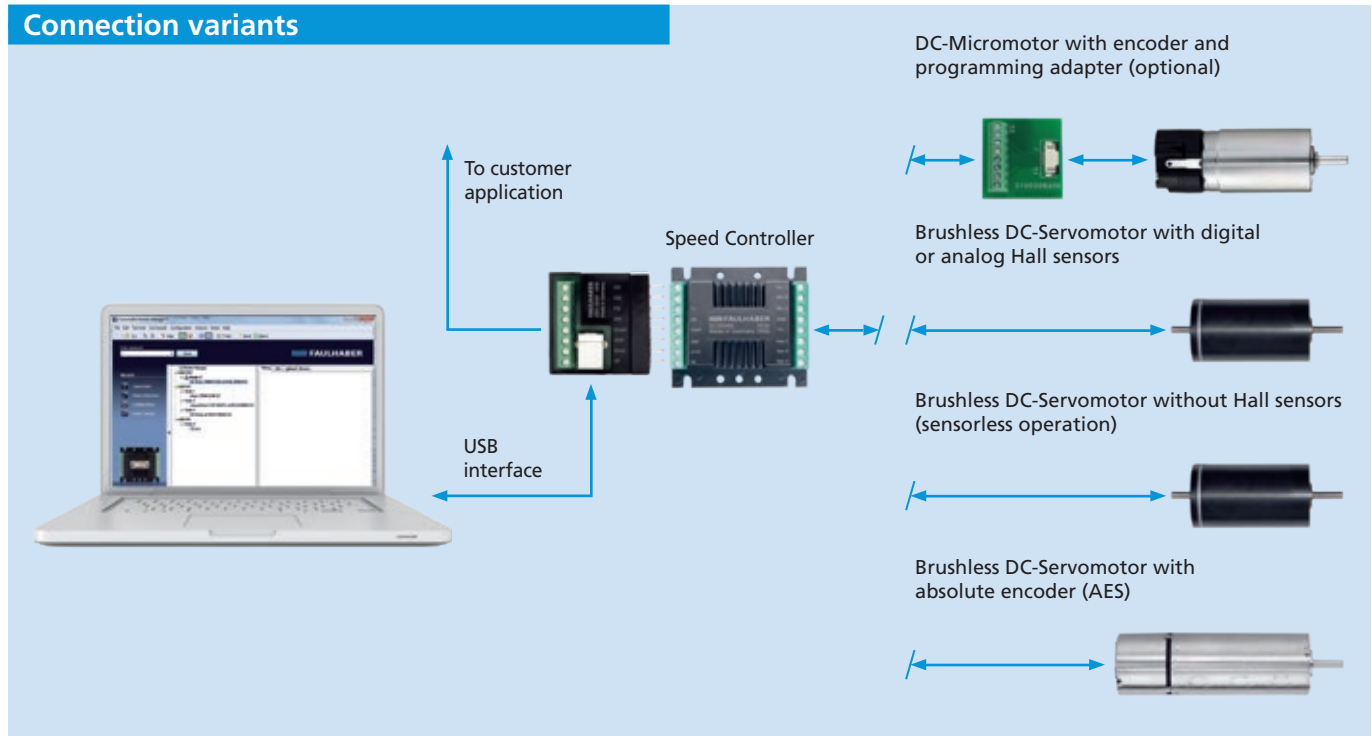 Connection variants
DC-Micromotor with encoder and
programming adapter (optional)
To customer
application
Speed Controller
Brushless DC-Servomotor with digital
or analog Hall sensors
FAULHABER
FAULHABER
Brushless DC-Servomotor without Hall sensors
(sensorless operation)
USB
interface
Brushless DC-Servomotor with
absolute encoder (AES)